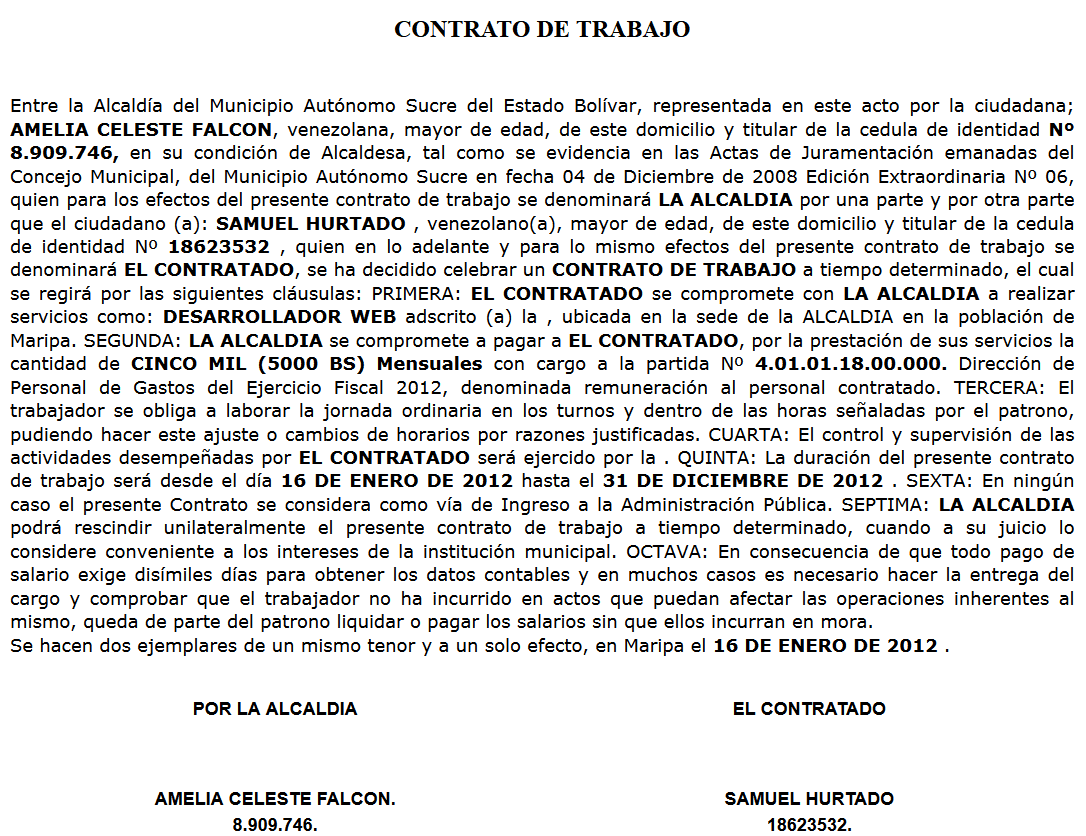 CONTRATO DE TRABAJO
Entre la Alcaldía del Municipio Autónomo Sucre del Estado Bolívar, representada en este acto por la ciudadana;
AMELIA CELESTE FALCON, venezolana, mayor de edad, de este domicilio y titular de la cedula de identidad Nº
8.909.746, en su condición de Alcaldesa, tal como se evidencia en las Actas de Juramentación emanadas del
Concejo Municipal, del Municipio Autónomo Sucre en fecha 04 de Diciembre de 2008 Edición Extraordinaria Nº 06,
quien para los efectos del presente contrato de trabajo se denominará LA ALCALDIA por una parte y por otra parte
que el ciudadano (a): SAMUEL HURTADO , venezolano(a), mayor de edad, de este domicilio y titular de la cedula
de identidad Nº 18623532 , quien en lo adelante y para lo mismo efectos del presente contrato de trabajo se
denominará EL CONTRATADO, se ha decidido celebrar un CONTRATO DE TRABAJO a tiempo determinado, el cual
se regirá por las siguientes cláusulas: PRIMERA: EL CONTRATADO se compromete con LA ALCALDIA a realizar
servicios como: DESARROLLADOR WEB adscrito (a) la , ubicada en la sede de la ALCALDIA en la población de
Maripa. SEGUNDA: LA ALCALDIA se compromete a pagar a EL CONTRATADO, por la prestación de sus servicios la
cantidad de CINCO MIL (5000 BS) Mensuales con cargo a la partida Nº 4.01.01.18.00.000. Dirección de
Personal de Gastos del Ejercicio Fiscal 2012, denominada remuneración al personal contratado. TERCERA: El
trabajador se obliga a laborar la jornada ordinaria en los turnos y dentro de las horas señaladas por el patrono,
pudiendo hacer este ajuste o cambios de horarios por razones justificadas. CUARTA: El control y supervisión de las
actividades desempeñadas por EL CONTRATADO será ejercido por la . QUINTA: La duración del presente contrato
de trabajo será desde el día 16 DE ENERO DE 2012 hasta el 31 DE DICIEMBRE DE 2012 . SEXTA: En ningún
caso el presente Contrato se considera como vía de Ingreso a la Administración Pública. SEPTIMA: LA ALCALDIA
podrá rescindir unilateralmente el presente contrato de trabajo a tiempo determinado, cuando a su juicio lo
considere conveniente a los intereses de la institución municipal. OCTAVA: En consecuencia de que todo pago de
salario exige disímiles días para obtener los datos contables y en muchos casos es necesario hacer la entrega del
cargo y comprobar que el trabajador no ha incurrido en actos que puedan afectar las operaciones inherentes al
mismo, queda de parte del patrono liquidar o pagar los salarios sin que ellos incurran en mora.
Se hacen dos ejemplares de un mismo tenor y a un solo efecto, en Maripa el 16 DE ENERO DE 2012 .
POR LA ALCALDIA
EL CONTRATADO
AMELIA CELESTE FALCON.
SAMUEL HURTADO
8.909.746.
18623532.